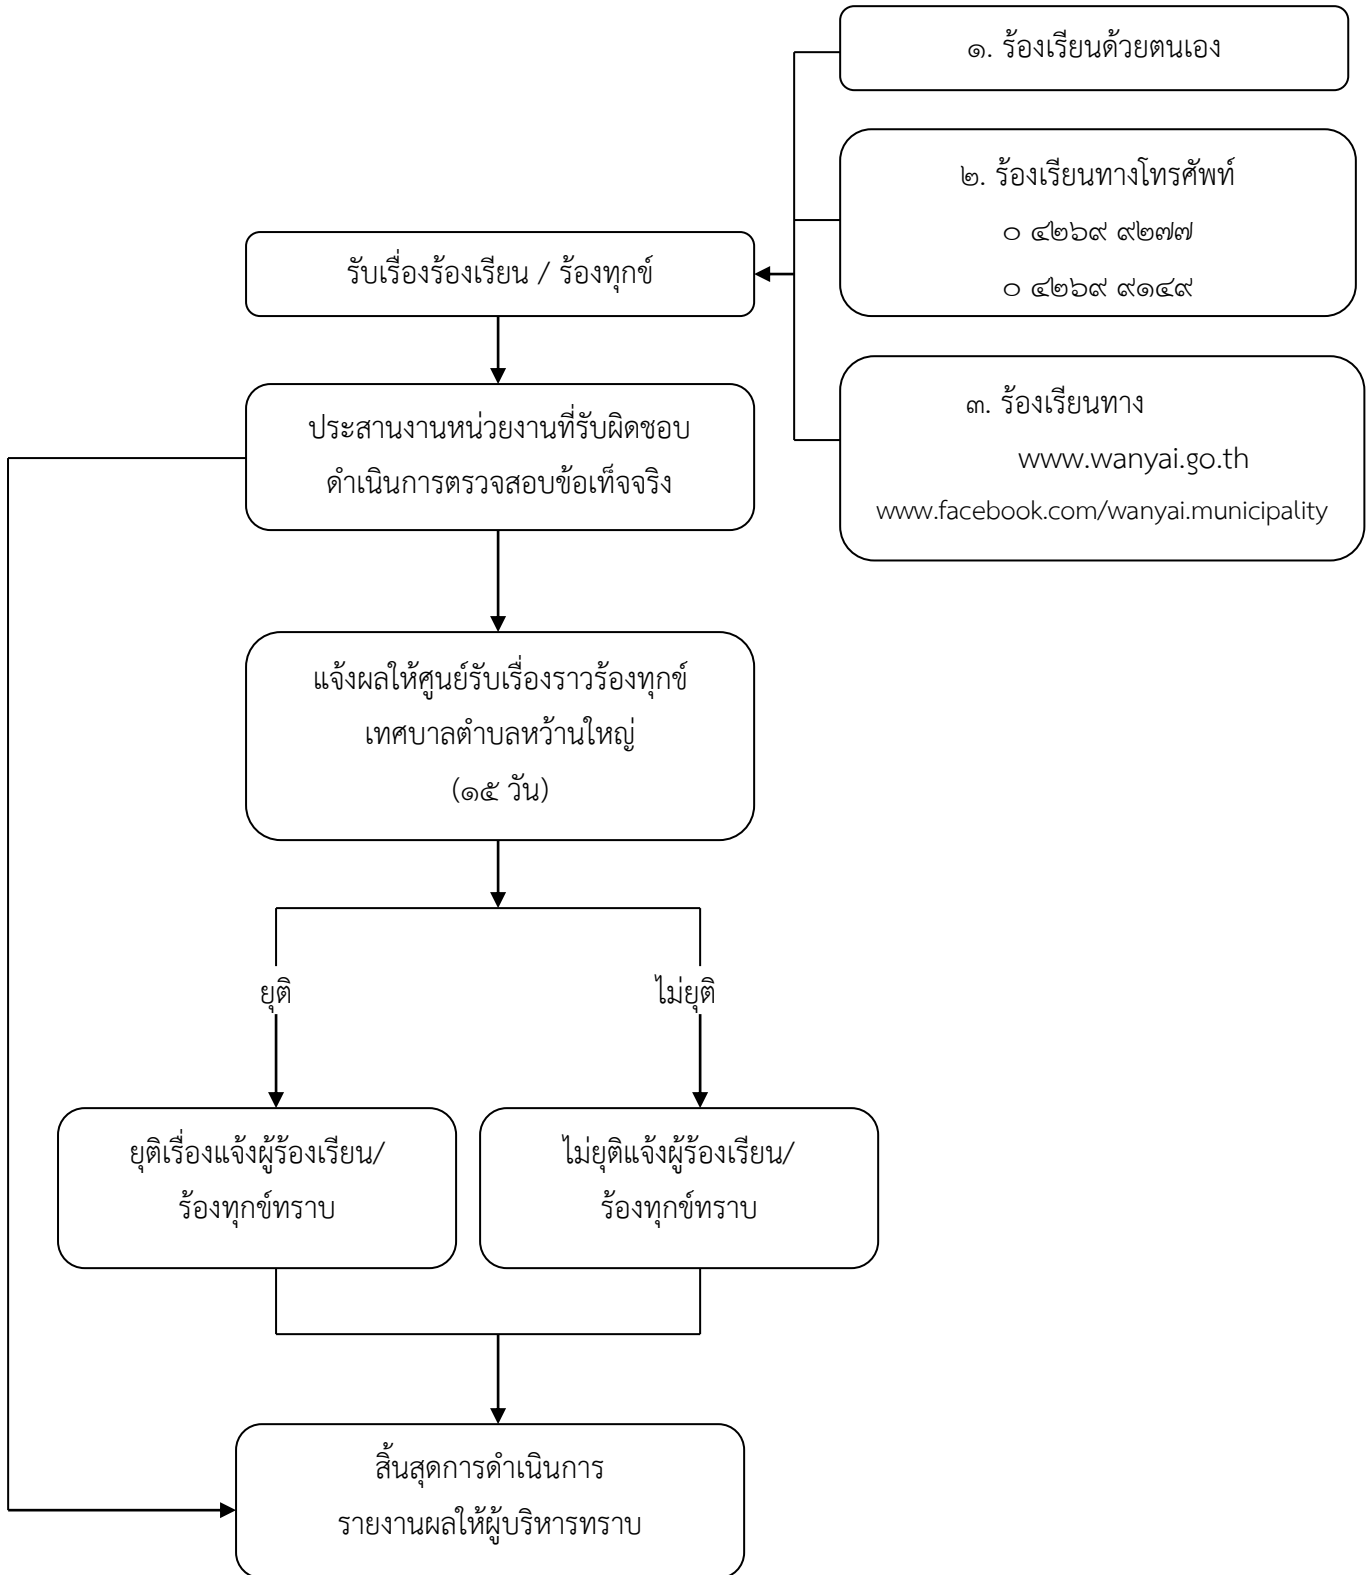 ๑. ร้องเรียนด้วยตนเอง
๒. ร้องเรียนทางโทรศัพท์
๐ ๔๒๖๙ ๙๒๗๗
๐ ๔๒๖๙ ๙๑๔๙
๓. ร้องเรียนทาง
www.wanyai.go.th
www.facebook.com/wanyai.municipality
รับเรื่องร้องเรียน / ร้องทุกข์
ประสานงานหน่วยงานที่รับผิดชอบ
ดำเนินการตรวจสอบข้อเท็จจริง
แจ้งผลให้ศูนย์รับเรื่องราวร้องทุกข์
เทศบาลตำบลหว้านใหญ่
(๑๕ วัน)
ยุติ
ไม่ยุติ
ยุติเรื่องแจ้งผู้ร้องเรียน/
ร้องทุกข์ทราบ
ไม่ยุติแจ้งผู้ร้องเรียน/
ร้องทุกข์ทราบ
สิ้นสุดการดำเนินการ
รายงานผลให้ผู้บริหารทราบ